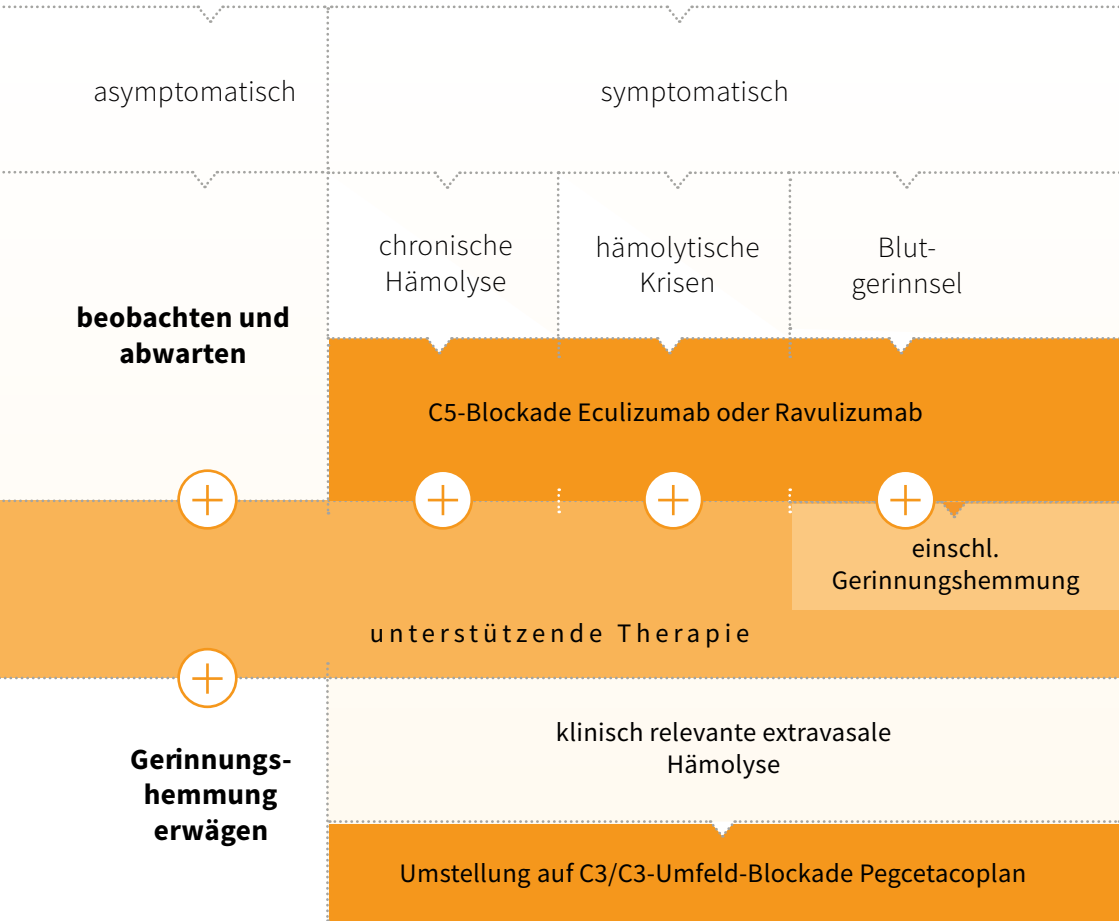 asymptomatisch
symptomatisch
beobachten und
abwarten
chronische
Hämolyse
hämolytische
Krisen
Blut-
gerinnsel
C5-Blockade Eculizumab oder Ravulizumab
einschl.
Gerinnungshemmung
unterstützende Therapie
Gerinnungs-
hemmung
erwägen
klinisch relevante extravasale
Hämolyse
Umstellung auf C3/C3-Umfeld-Blockade Pegcetacoplan